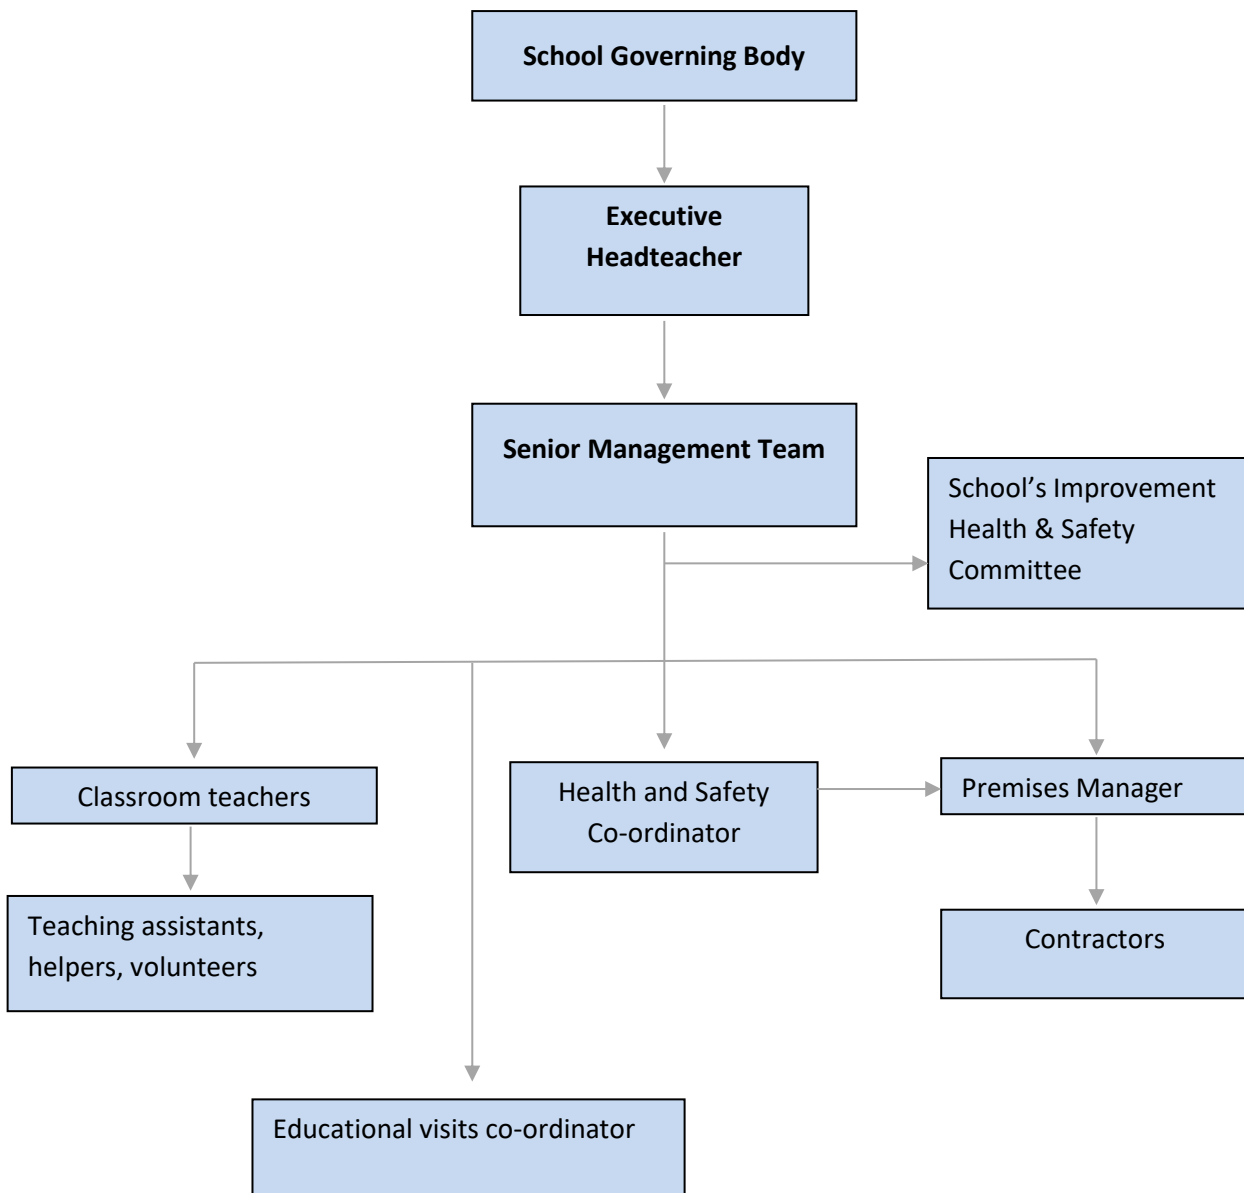 School Governing Body
Executive
Headteacher
Senior Management Team
School’s Improvement
Health & Safety
Committee
Classroom teachers
Health and Safety
Co-ordinator
Premises Manager
Teaching assistants,
helpers, volunteers
Contractors
Educational visits co-ordinator